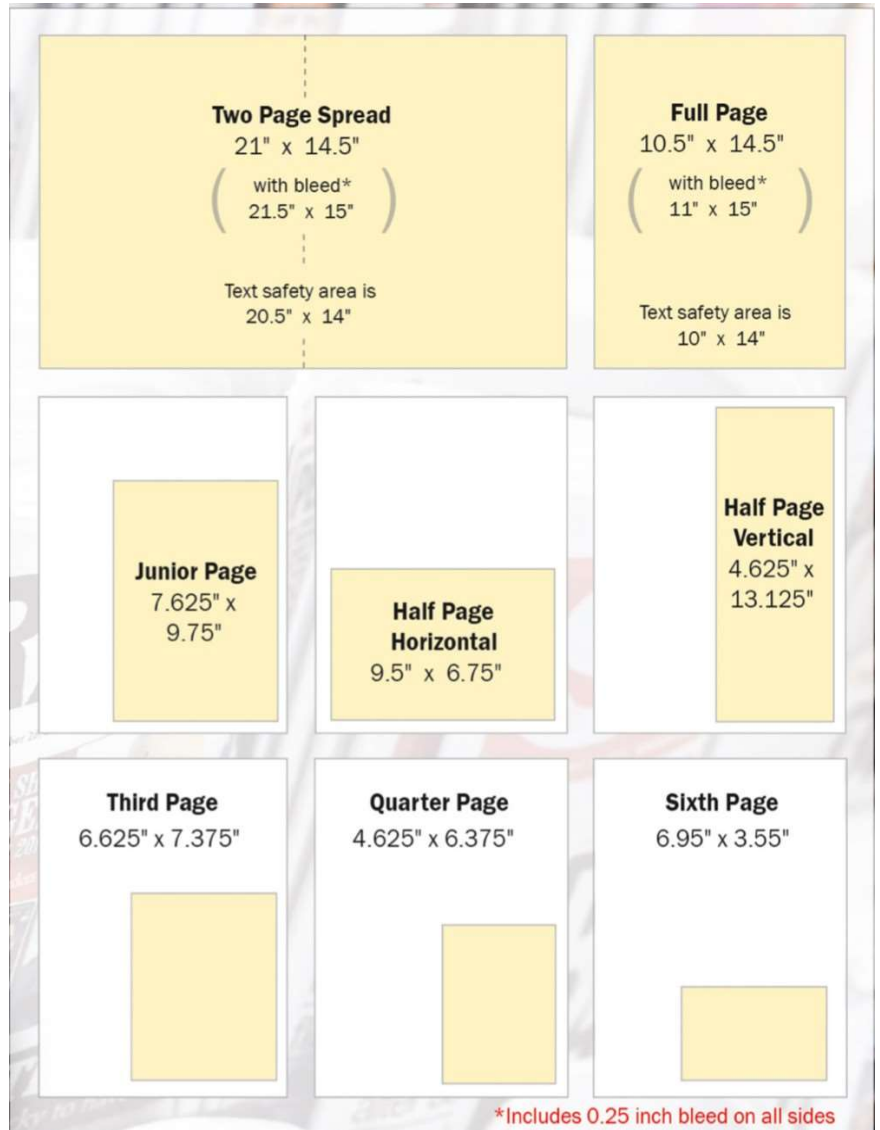 Two Page Spread
21" x 14.5"
( with bleed*
21.5" x 15" )
Text safety area is
20.5" x 14"
Full Page
10.5" x 14.5"
( with bleed*
11" x 15" )
Text safety area is
10" x 14"
Junior Page
7.625" x
9.75"
Half Page
Horizontal
9.5" x 6.75"
Half Page
Vertical
4.625" x
13.125"
Third Page
6.625" x 7.375"
Quarter Page
4.625" x 6.375"
Sixth Page
6.95" x 3.55"
*Includes 0.25 inch bleed on all sides